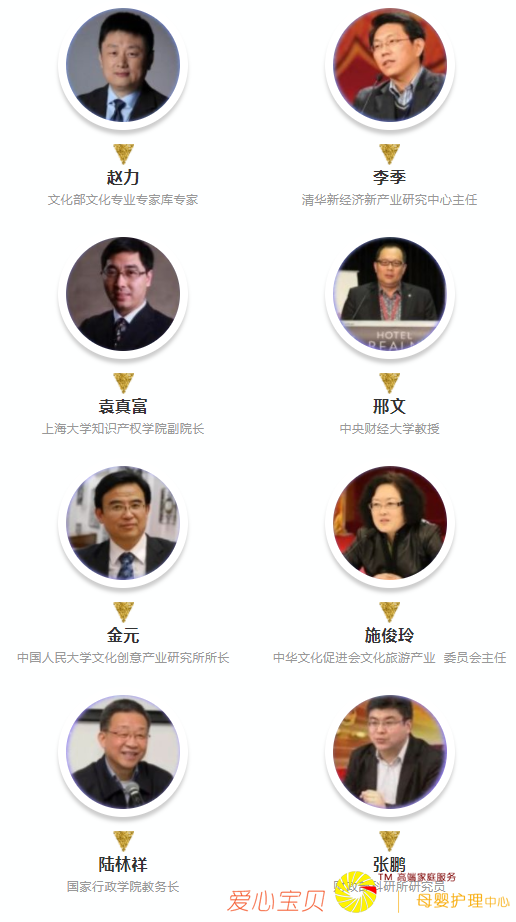 赵力
文化部文化专业专家库专家
李季
清华新经济新产业研究中心主任
袁真富
上海大学知识产权学院副院长
HOTEL
REALM
邢文
中央财经大学教授
金元
中国人民大学文化创意产业研究所所长
施俊玲
中华文化促进会文化旅游产业 委员会主任
陆林祥
国家行政学院教务长
张鹏
财政部科研所研究员
爱心宝贝
TM 高端家庭服务
母婴护理中心